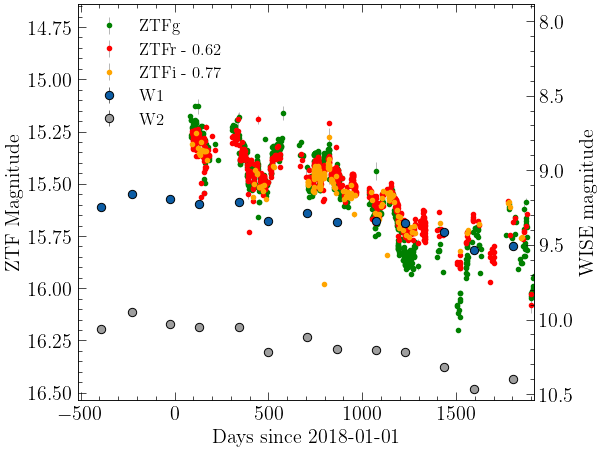 14.75
15.00
15.25
15.50
15.75
16.00
16.25
16.50
ZTF Magnitude
ZTFg
ZTFr - 0.62
ZTFi - 0.77
W1
W2
8.0
8.5
9.0
9.5
10.0
10.5
WISE magnitude
−500
0
500
1000
1500
Days since 2018-01-01